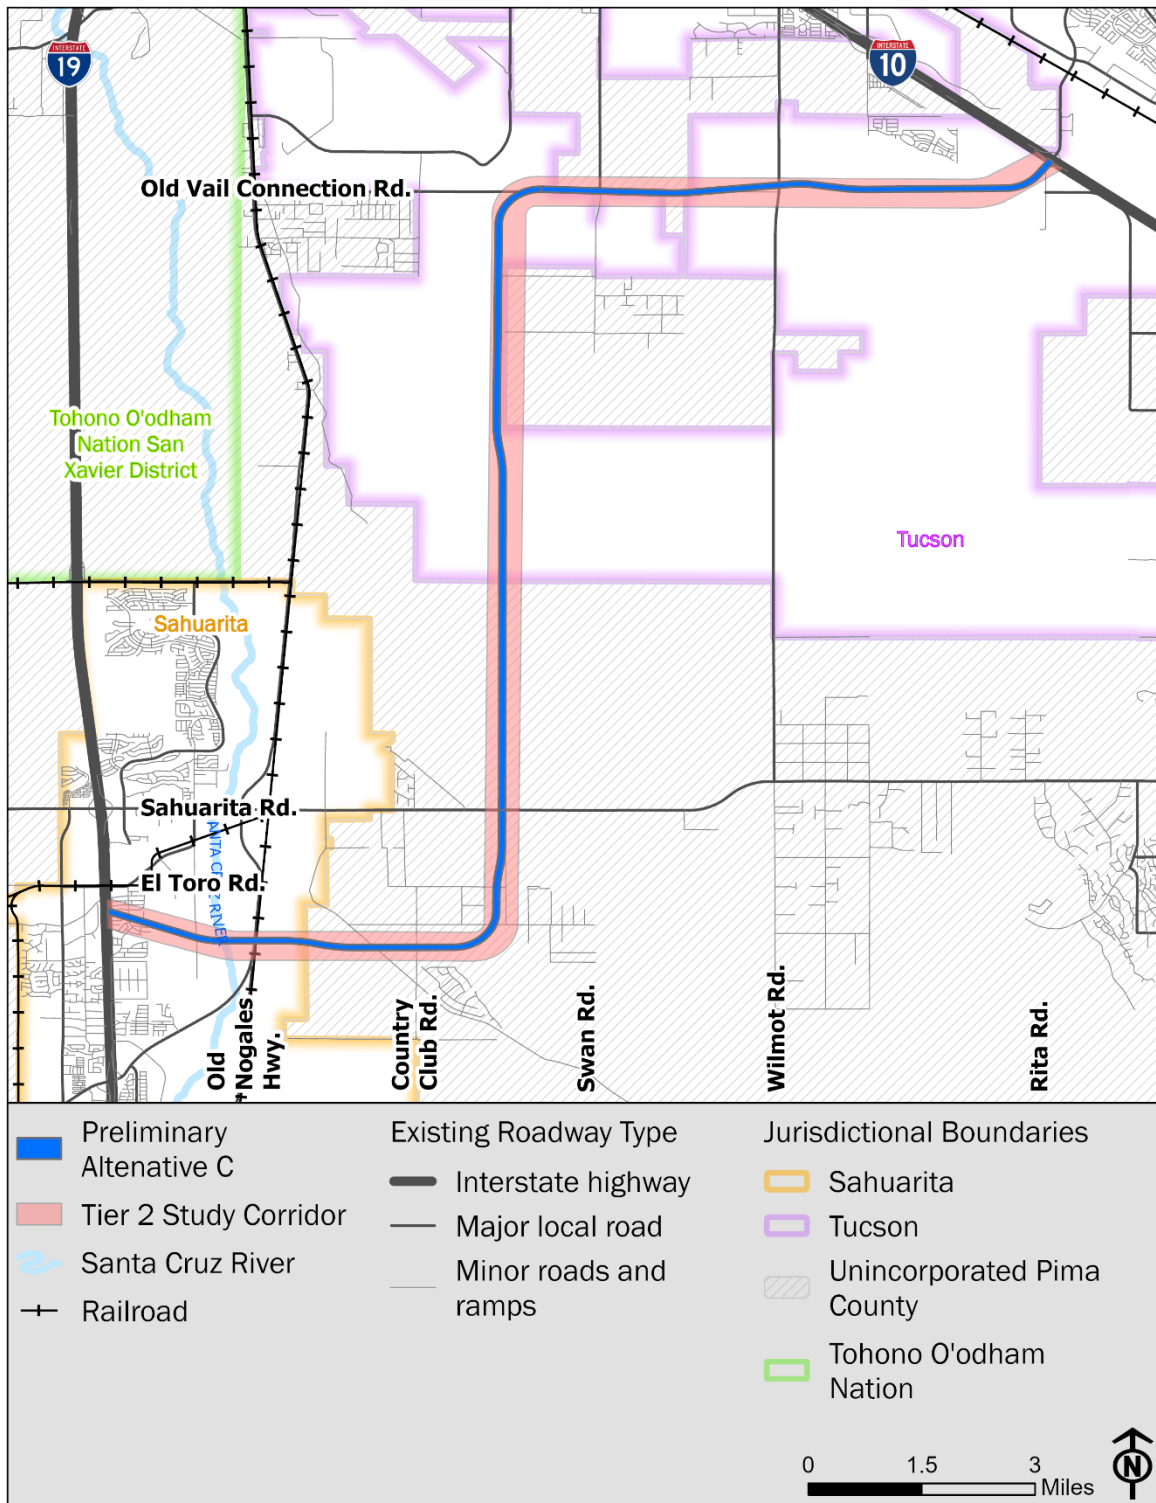 INTERSTATE
19
INTERSTATE
10
Old Vail Connection Rd.
Tohono O'odham
Nation San
Xavier District
Tucson
Sahuarita
Sahuarita Rd.
El Toro Rd.
RIVER
Old
Nogales
Hwy.
Country
Club Rd.
Swan Rd.
Wilmot Rd.
Rita Rd.
Preliminary
Altenative C
Tier 2 Study Corridor
Santa Cruz River
Railroad
Existing Roadway Type
Interstate highway
Major local road
Minor roads and
ramps
Jurisdictional Boundaries
Sahuarita
Tucson
Unincorporated Pima
County
Tohono O'odham
Nation
0 1.5 3
Miles
N